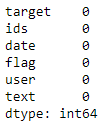 target    0
ids       0
date      0
flag      0
user      0
text      0
dtype: int64